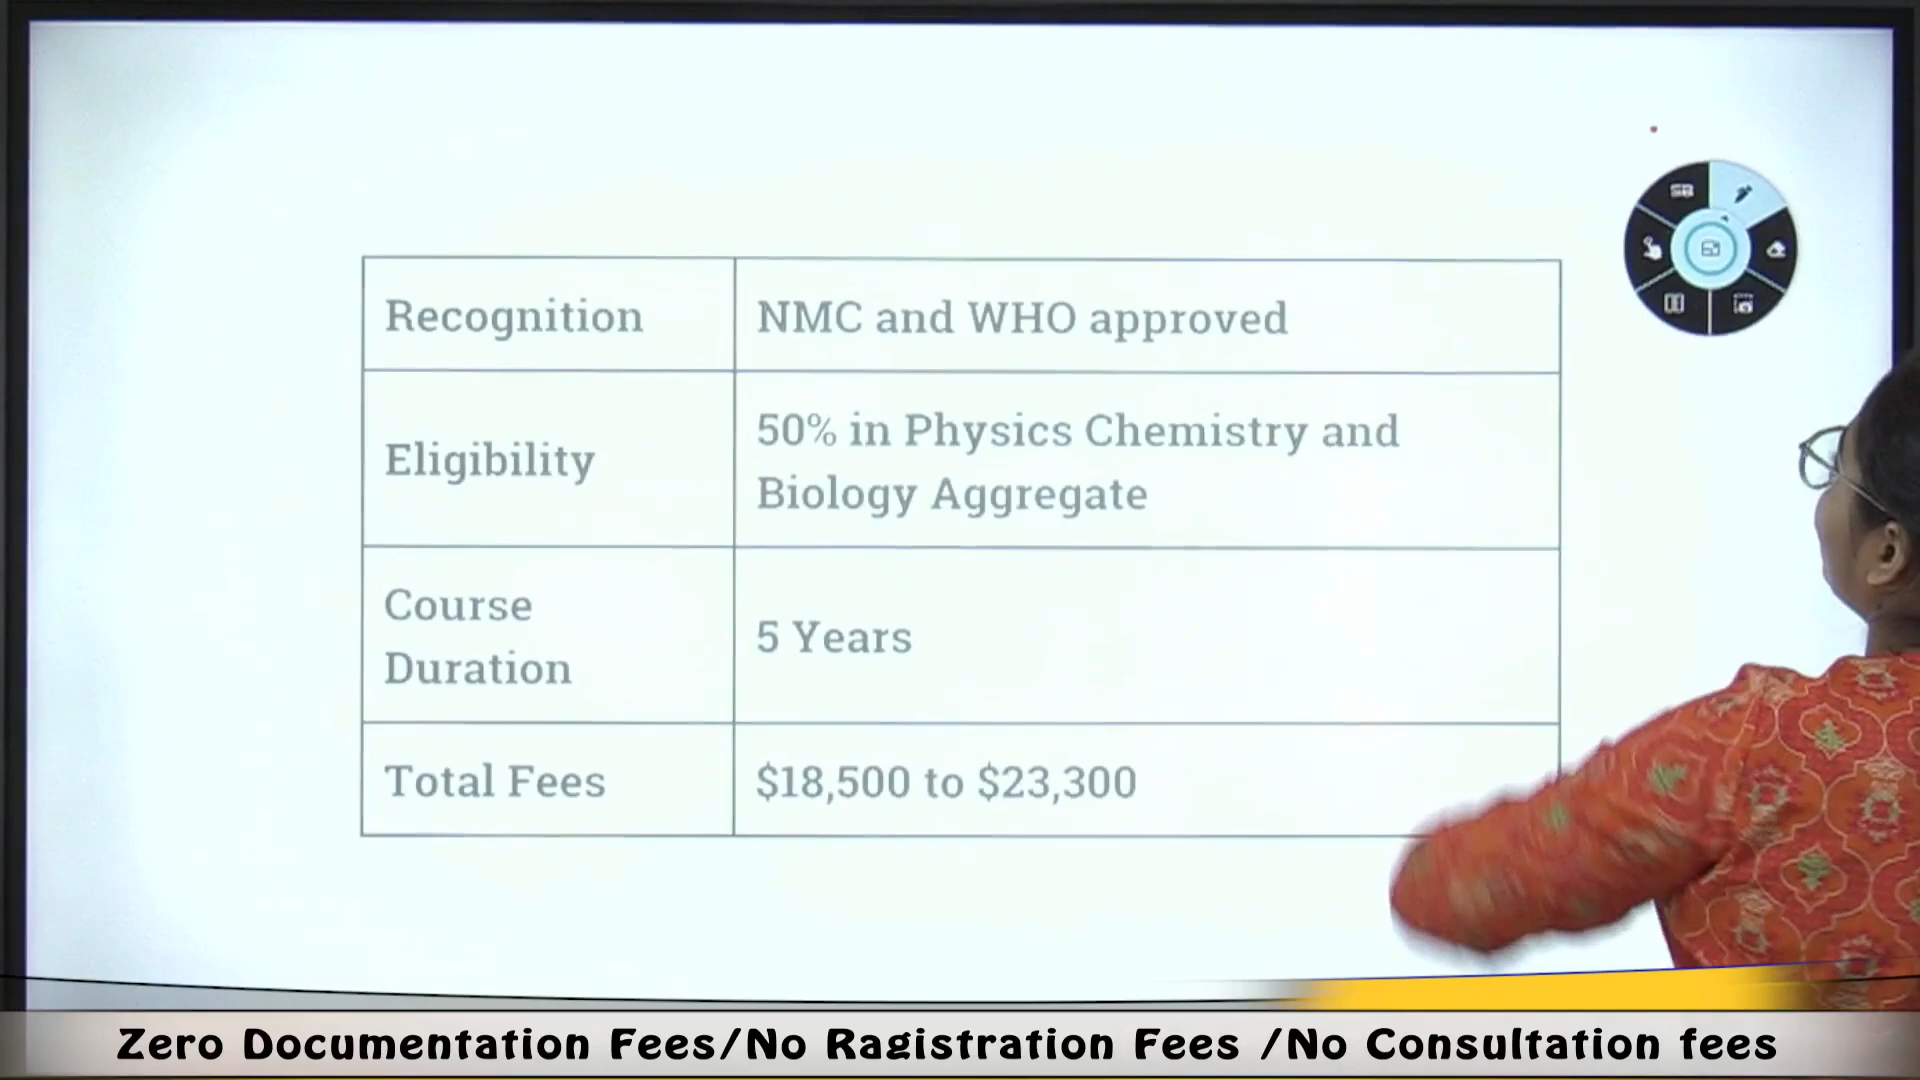 Recognition
NMC and WHO approved
Eligibility
50% in Physics Chemistry and
Biology Aggregate
Course
Duration
5 Years
Total Fees
$18,500 to $23,300
Zero Documentation Fees/No Ragistration Fees /No Consultation fees